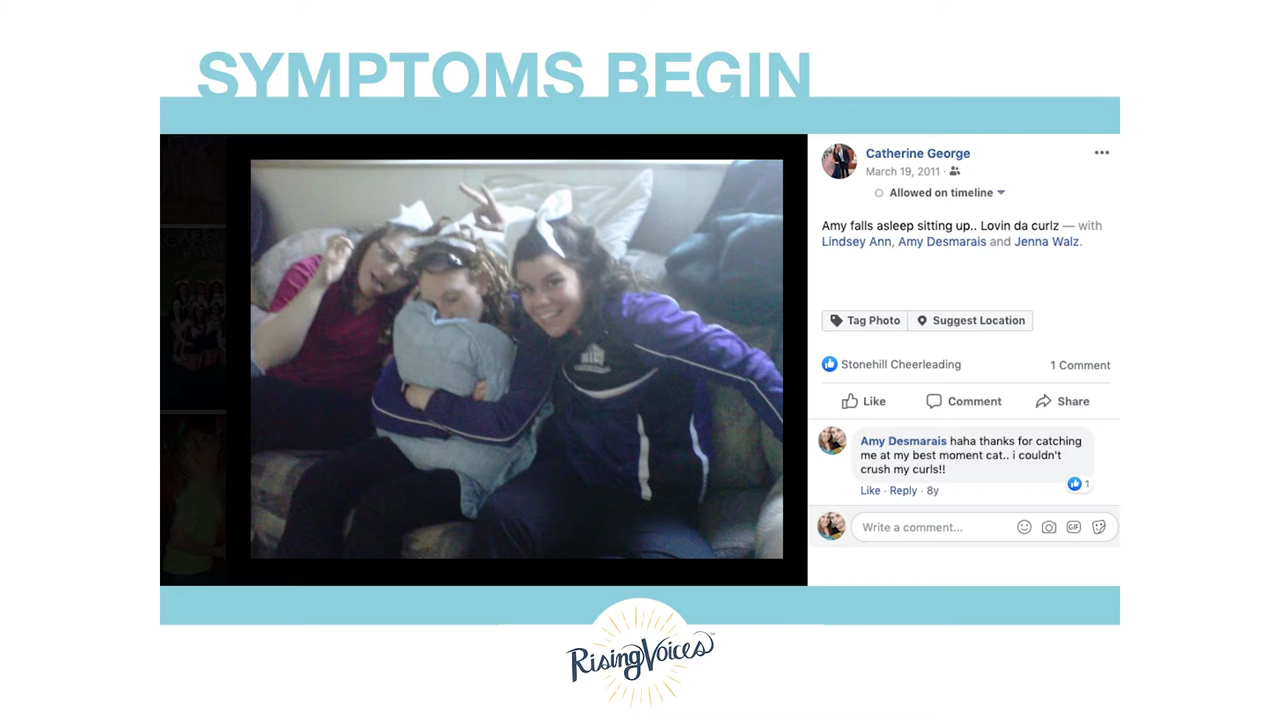 SYMPTOMS BEGIN
Catherine George
March 19, 2011 ·
Allowed on timeline
Amy falls asleep sitting up.. Lovin da curlz — with
Lindsey Ann, Amy Desmarais and Jenna Walz.
Tag Photo
Suggest Location
Stonehill Cheerleading
1 Comment
Like
Comment
Share
Amy Desmarais haha thanks for catching
me at my best moment cat.. i couldn't
crush my curls!!
1
Like · Reply · 8y
Write a comment...
GIF
Rising Voices™